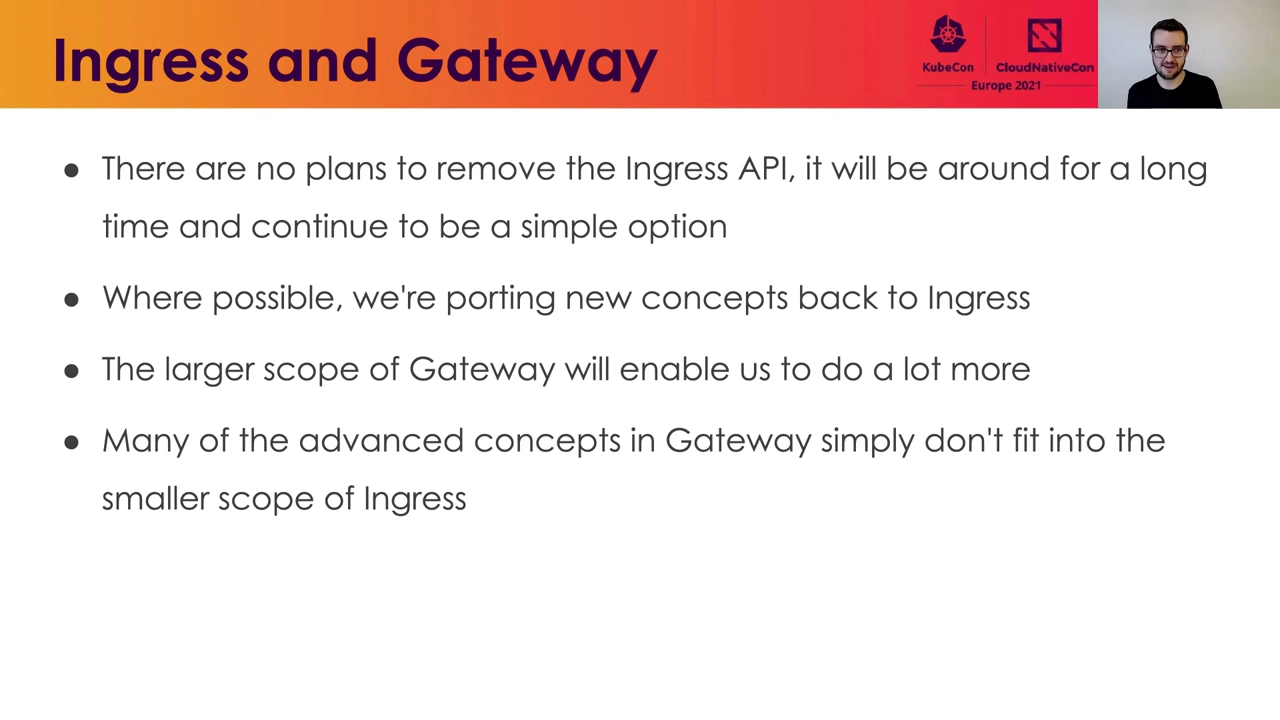 Ingress and Gateway
KubeCon
CloudNativeCon
Europe 2021
● There are no plans to remove the Ingress API, it will be around for a long
time and continue to be a simple option
● Where possible, we're porting new concepts back to Ingress
● The larger scope of Gateway will enable us to do a lot more
● Many of the advanced concepts in Gateway simply don't fit into the
smaller scope of Ingress